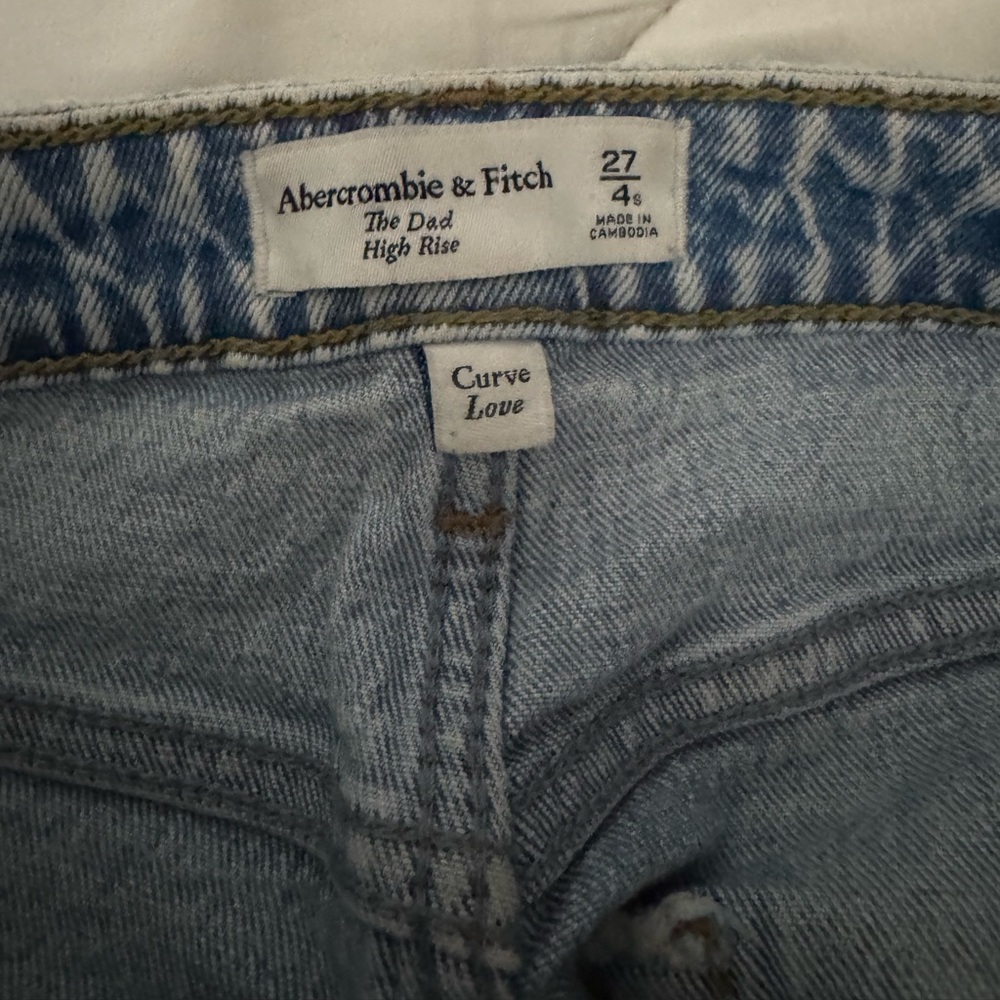 Abercrombie & Fitch
The Dad
High Rise
27
4s
MADE IN
CAMBODIA
Curve
Love